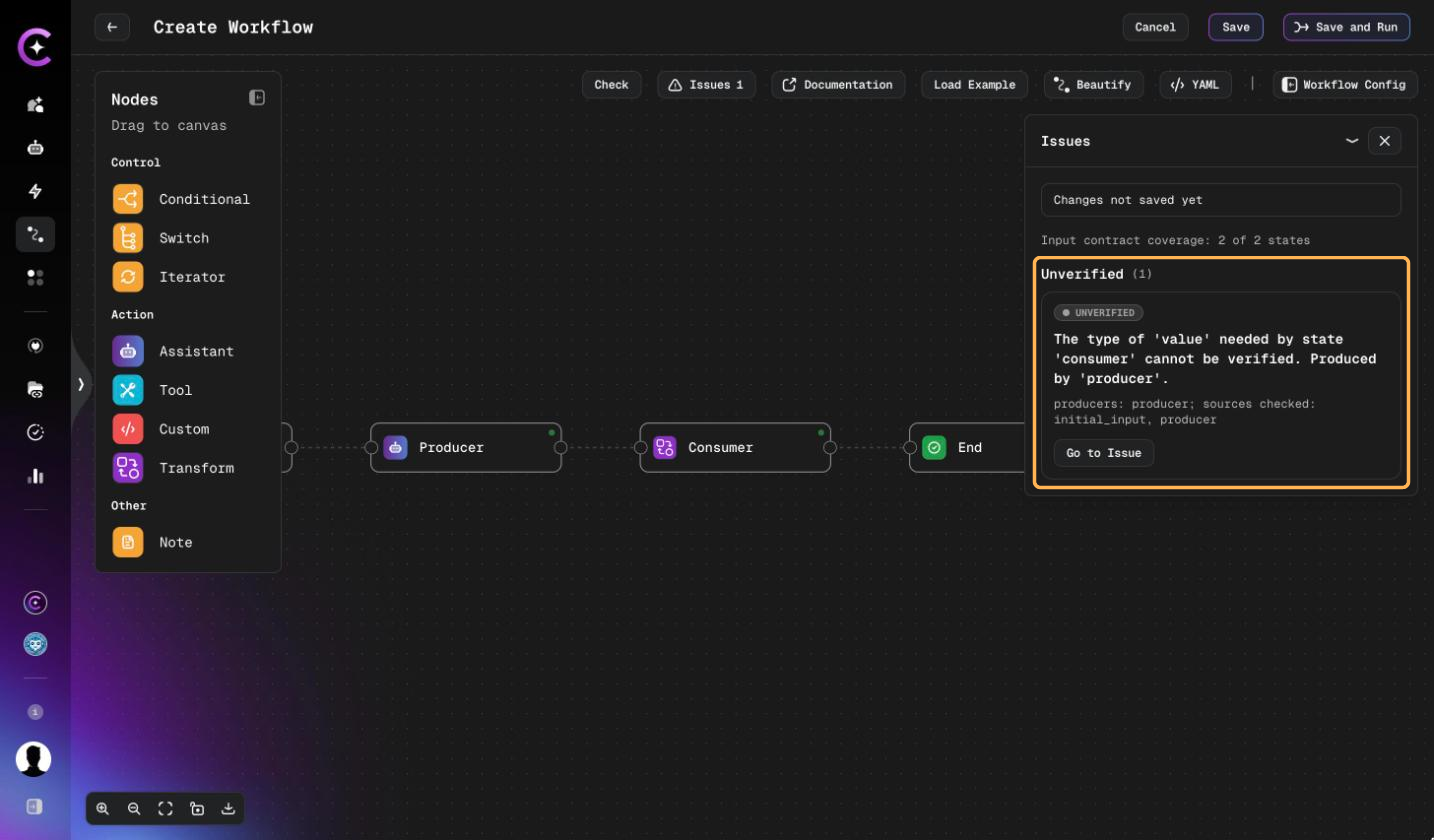 Create Workflow
Cancel
Save
Save and Run
Check
Issues 1
Documentation
Load Example
Beautify
YAML
Workflow Config
Nodes
Drag to canvas
Control
Conditional
Switch
Iterator
Action
Assistant
Tool
Custom
Transform
Other
Note
Producer
Consumer
End
Issues
Changes not saved yet
Input contract coverage: 2 of 2 states
Unverified (1)
UNVERIFIED
The type of 'value' needed by state
'consumer' cannot be verified. Produced
by 'producer'.
producers: producer; sources checked:
initial_input, producer
Go to Issue